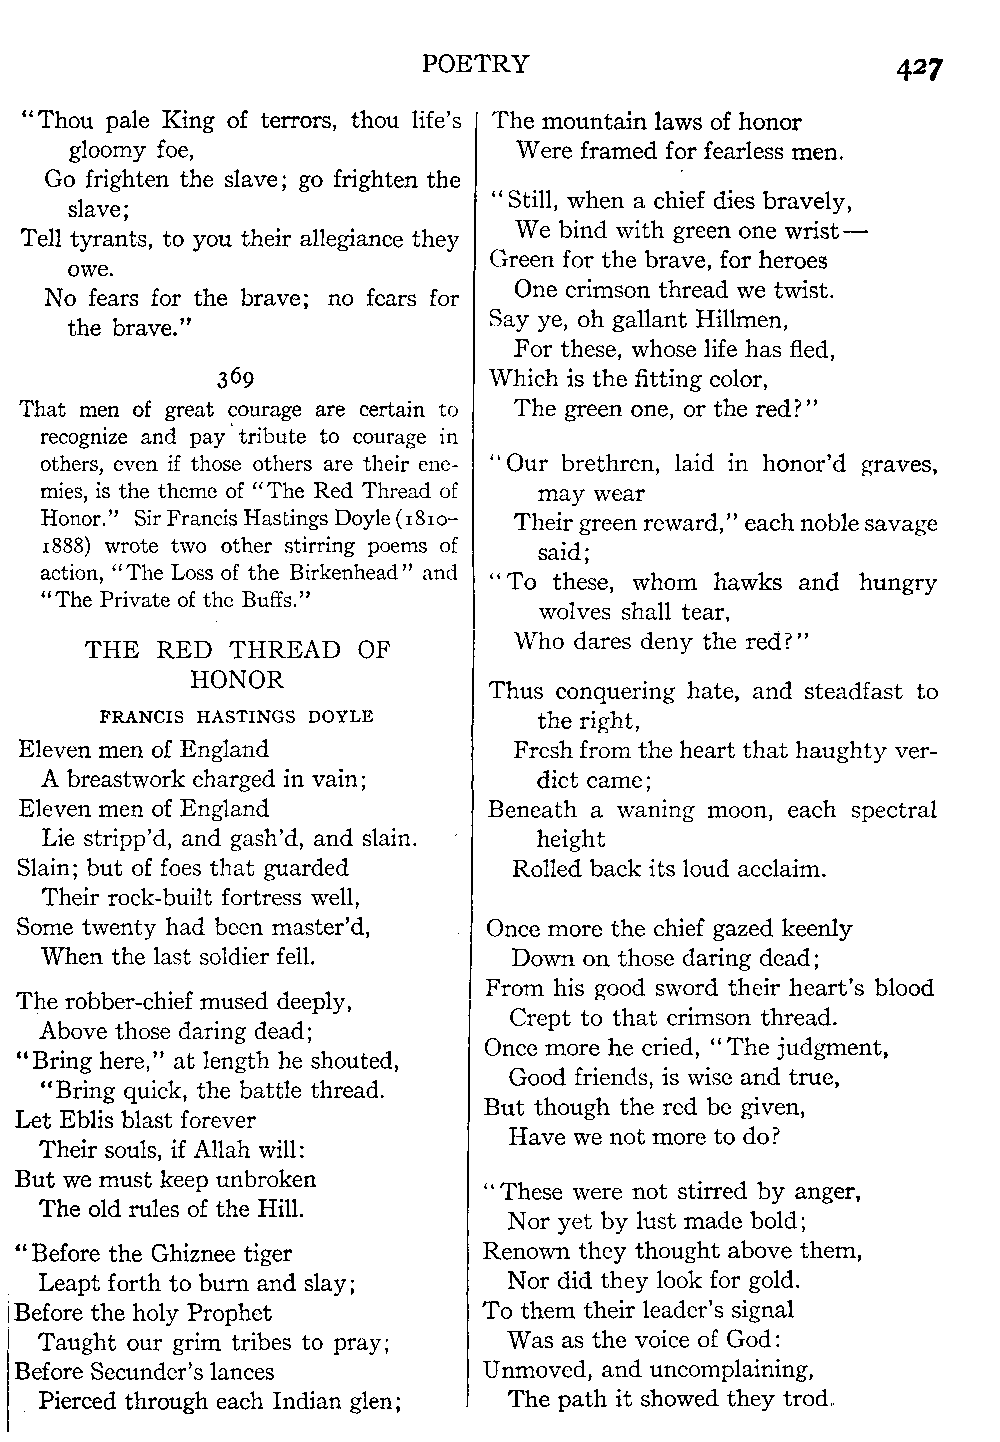 POETRY 427
"Thou pale King of terrors, thou life's
gloomy foe,
Go frighten the slave; go frighten the
slave;
Tell tyrants, to you their allegiance they
owe.
No fears for the brave; no fears for
the brave."
369
That men of great courage are certain to
recognize and pay tribute to courage in
others, even if those others are their ene-
mies, is the theme of "The Red Thread of
Honor." Sir Francis Hastings Doyle (1810-
1888) wrote two other stirring poems of
action, "The Loss of the Birkenhead" and
"The Private of the Buffs."
THE RED THREAD OF
HONOR
FRANCIS HASTINGS DOYLE
Eleven men of England
A breastwork charged in vain;
Eleven men of England
Lie stripp'd, and gash'd, and slain.
Slain; but of foes that guarded
Their rock-built fortress well,
Some twenty had been master'd,
When the last soldier fell.
The robber-chief mused deeply,
Above those daring dead;
"Bring here," at length he shouted,
"Bring quick, the battle thread.
Let Eblis blast forever
Their souls, if Allah will:
But we must keep unbroken
The old rules of the Hill.
"Before the Ghiznee tiger
Leapt forth to burn and slay;
Before the holy Prophet
Taught our grim tribes to pray;
Before Secunder's lances
Pierced through each Indian glen;
The mountain laws of honor
Were framed for fearless men.
"Still, when a chief dies bravely,
We bind with green one wrist—
Green for the brave, for heroes
One crimson thread we twist.
Say ye, oh gallant Hillmen,
For these, whose life has fled,
Which is the fitting color,
The green one, or the red?"
"Our brethren, laid in honor'd graves,
may wear
Their green reward," each noble savage
said;
"To these, whom hawks and hungry
wolves shall tear,
Who dares deny the red?"
Thus conquering hate, and steadfast to
the right,
Fresh from the heart that haughty ver-
dict came;
Beneath a waning moon, each spectral
height
Rolled back its loud acclaim.
Once more the chief gazed keenly
Down on those daring dead;
From his good sword their heart's blood
Crept to that crimson thread.
Once more he cried, "The judgment,
Good friends, is wise and true,
But though the red be given,
Have we not more to do?
"These were not stirred by anger,
Nor yet by lust made bold;
Renown they thought above them,
Nor did they look for gold.
To them their leader's signal
Was as the voice of God:
Unmoved, and uncomplaining,
The path it showed they trod.